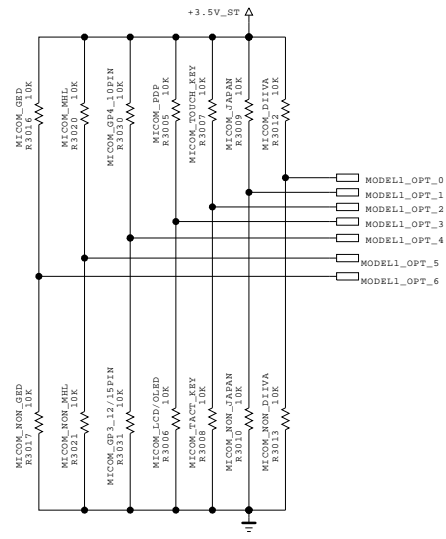 +3.5V_ST
MICOM_GED
R3016 10K
MICOM_MHL
R3020 10K
MICOM_GP4_10PIN
R3030 10K
MICOM_PDP
R3005 10K
MICOM_TOUCH_KEY
R3007 10K
MICOM_JAPAN
R3009 10K
MICOM_DIIVA
R3012 10K
MODEL1_OPT_0
MODEL1_OPT_1
MODEL1_OPT_2
MODEL1_OPT_3
MODEL1_OPT_4
MODEL1_OPT_5
MODEL1_OPT_6
MICOM_NON_GED
R3017 10K
MICOM_NON_MHL
R3021 10K
MICOM_GP3_12/15PIN
R3031 10K
MICOM_LCD/OLED
R3006 10K
MICOM_TACT_KEY
R3008 10K
MICOM_NON_JAPAN
R3010 10K
MICOM_NON_DIIVA
R3013 10K